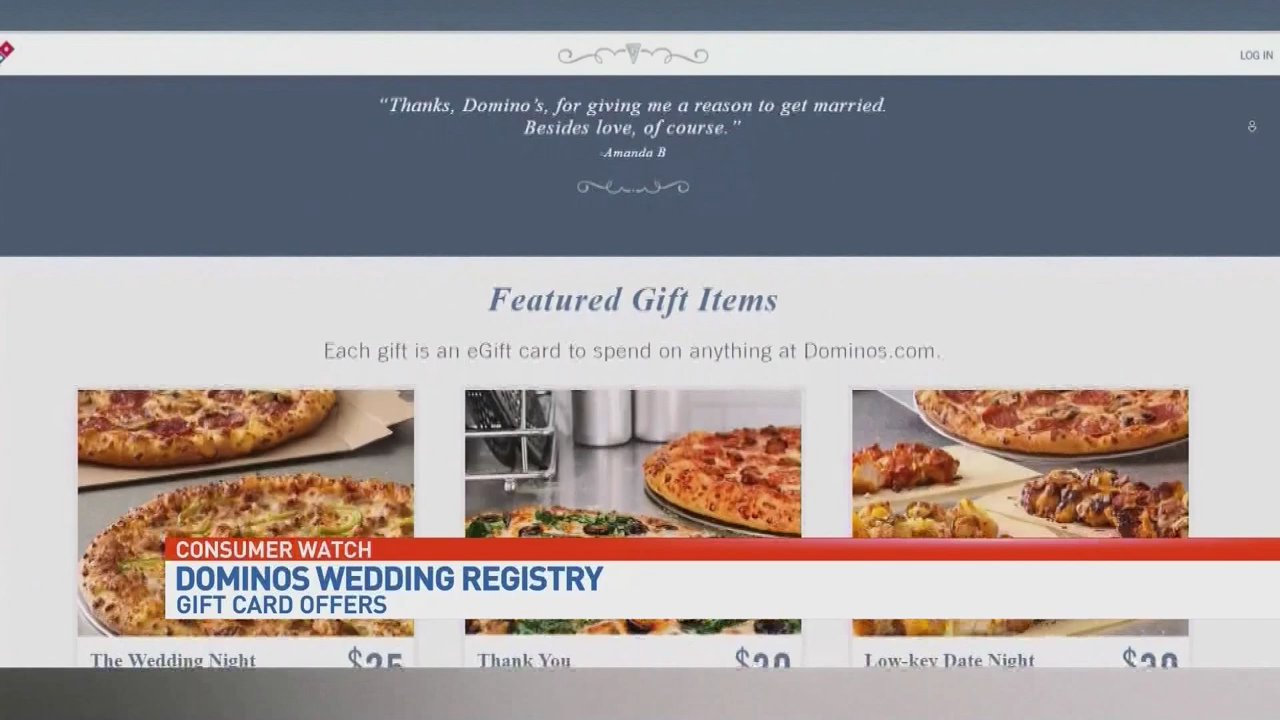 LOG IN
“Thanks, Domino’s, for giving me a reason to get married.
Besides love, of course.”
-Amanda B
Featured Gift Items
Each gift is an eGift card to spend on anything at Dominos.com.
CONSUMER WATCH
DOMINOS WEDDING REGISTRY
GIFT CARD OFFERS
The Wedding Night
Thank You
Low-key Date Night